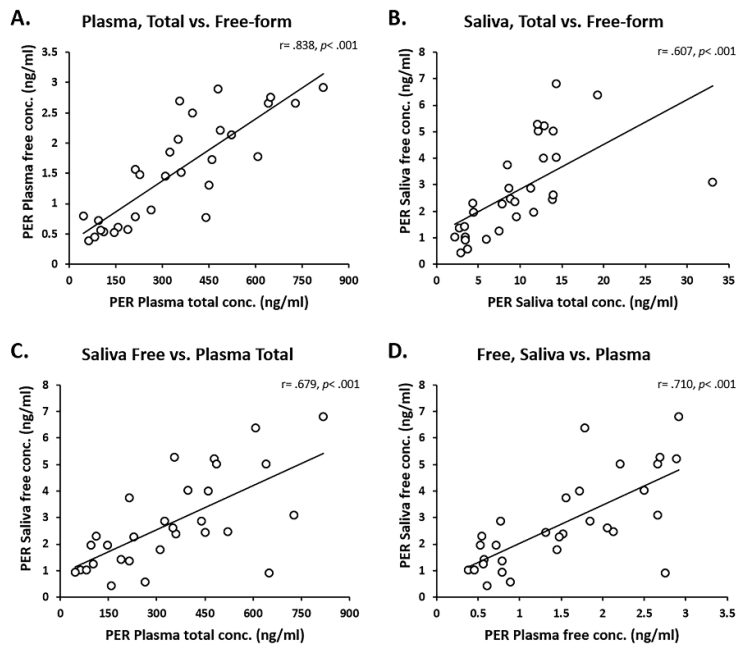 A. Plasma, Total vs. Free-form
r= .838, p< .001
PER Plasma free conc. (ng/ml)
3.5
3
2.5
2
1.5
1
0.5
0
0 150 300 450 600 750 900
PER Plasma total conc. (ng/ml)
B. Saliva, Total vs. Free-form
r= .607, p< .001
PER Saliva free conc. (ng/ml)
8
7
6
5
4
3
2
1
0
0 5 10 15 20 25 30 35
PER Saliva total conc. (ng/ml)
C. Saliva Free vs. Plasma Total
r= .679, p< .001
PER Saliva free conc. (ng/ml)
8
7
6
5
4
3
2
1
0
0 150 300 450 600 750 900
PER Plasma total conc. (ng/ml)
D. Free, Saliva vs. Plasma
r= .710, p< .001
PER Saliva free conc. (ng/ml)
8
7
6
5
4
3
2
1
0
0 0.5 1 1.5 2 2.5 3 3.5
PER Plasma free conc. (ng/ml)